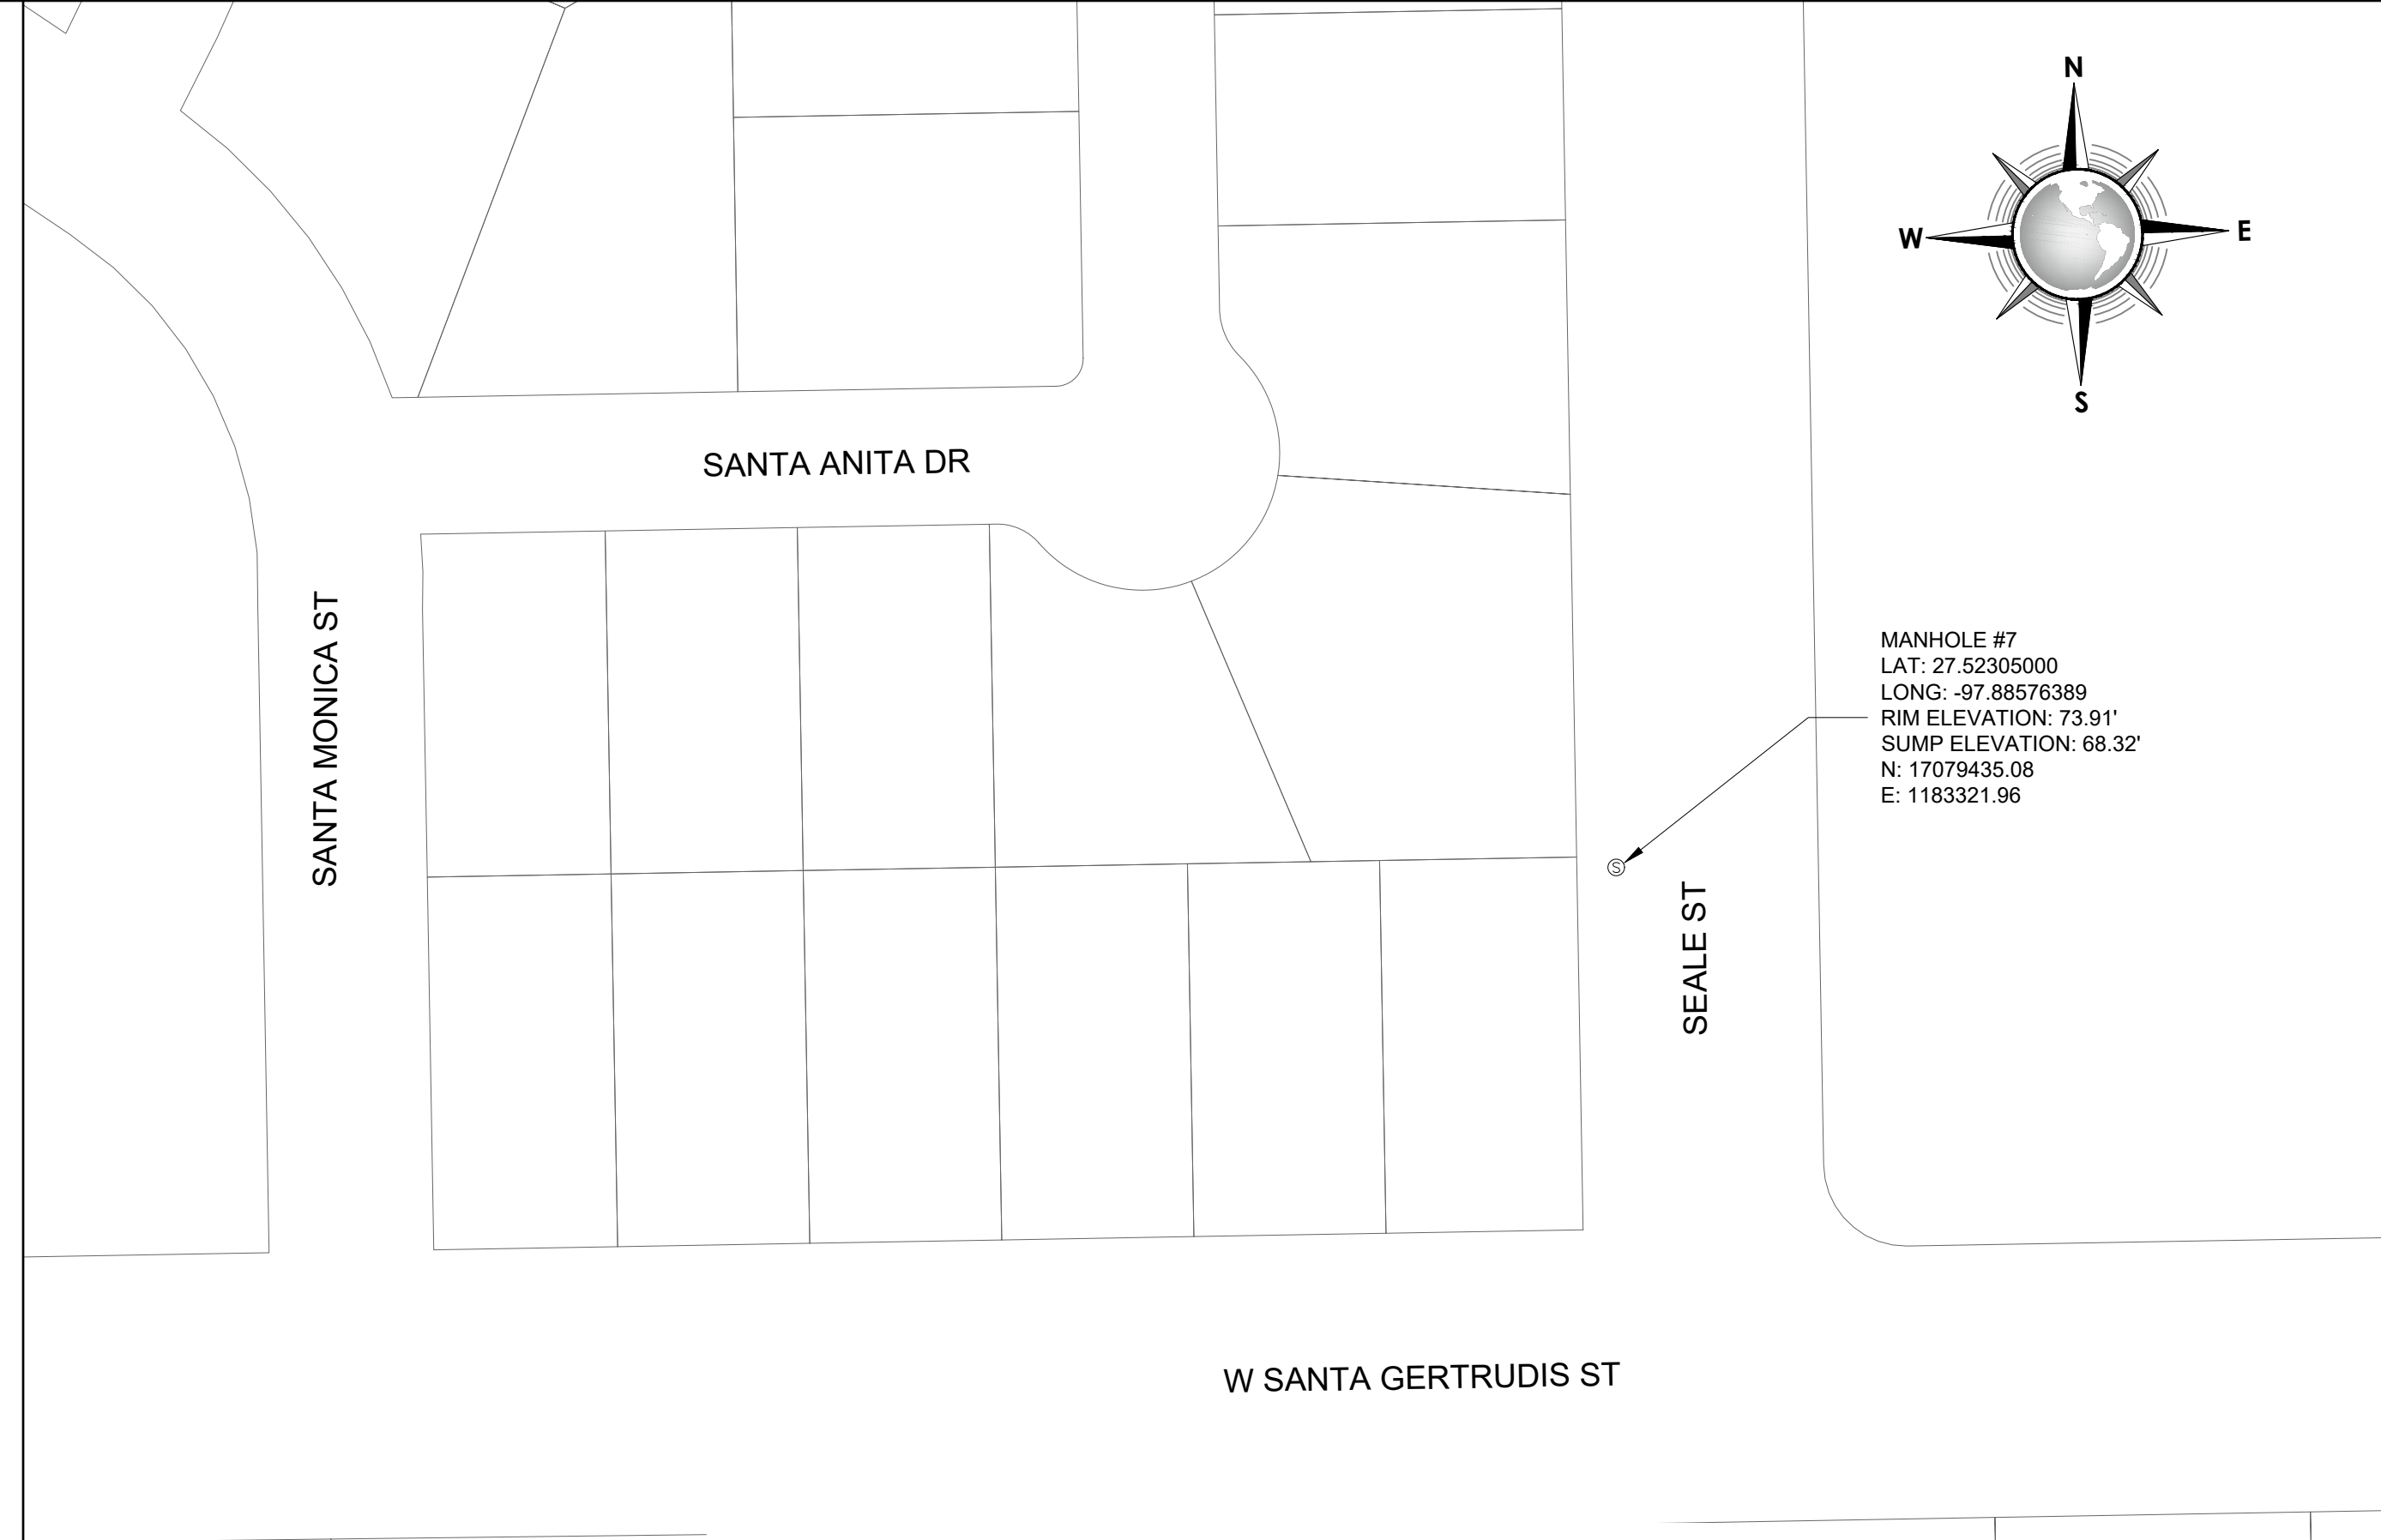 N
W
E
S
SANTA ANITA DR
SANTA MONICA ST
MANHOLE #7
LAT: 27.52305000
LONG: -97.88576389
RIM ELEVATION: 73.91'
SUMP ELEVATION: 68.32'
N: 17079435.08
E: 1183321.96
S
SEALE ST
W SANTA GERTRUDIS ST